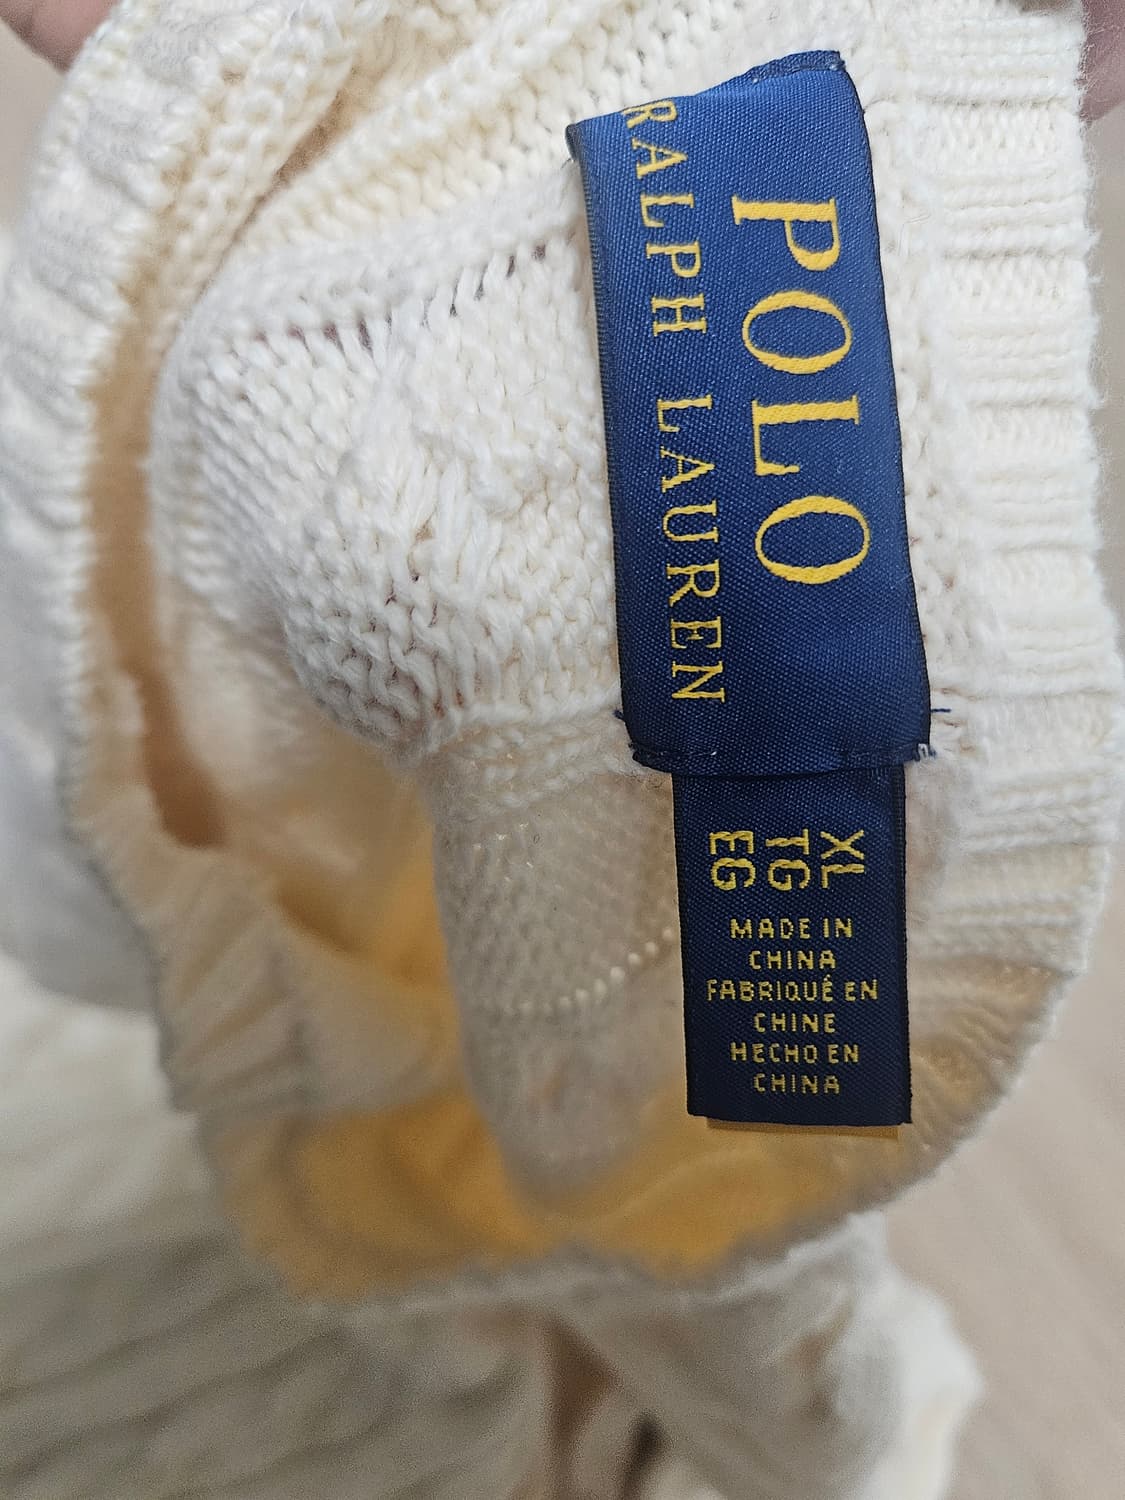 POLO
RALPH LAUREN
XL
TG
EG
MADE IN
CHINA
FABRIQUÉ EN
CHINE
HECHO EN
CHINA